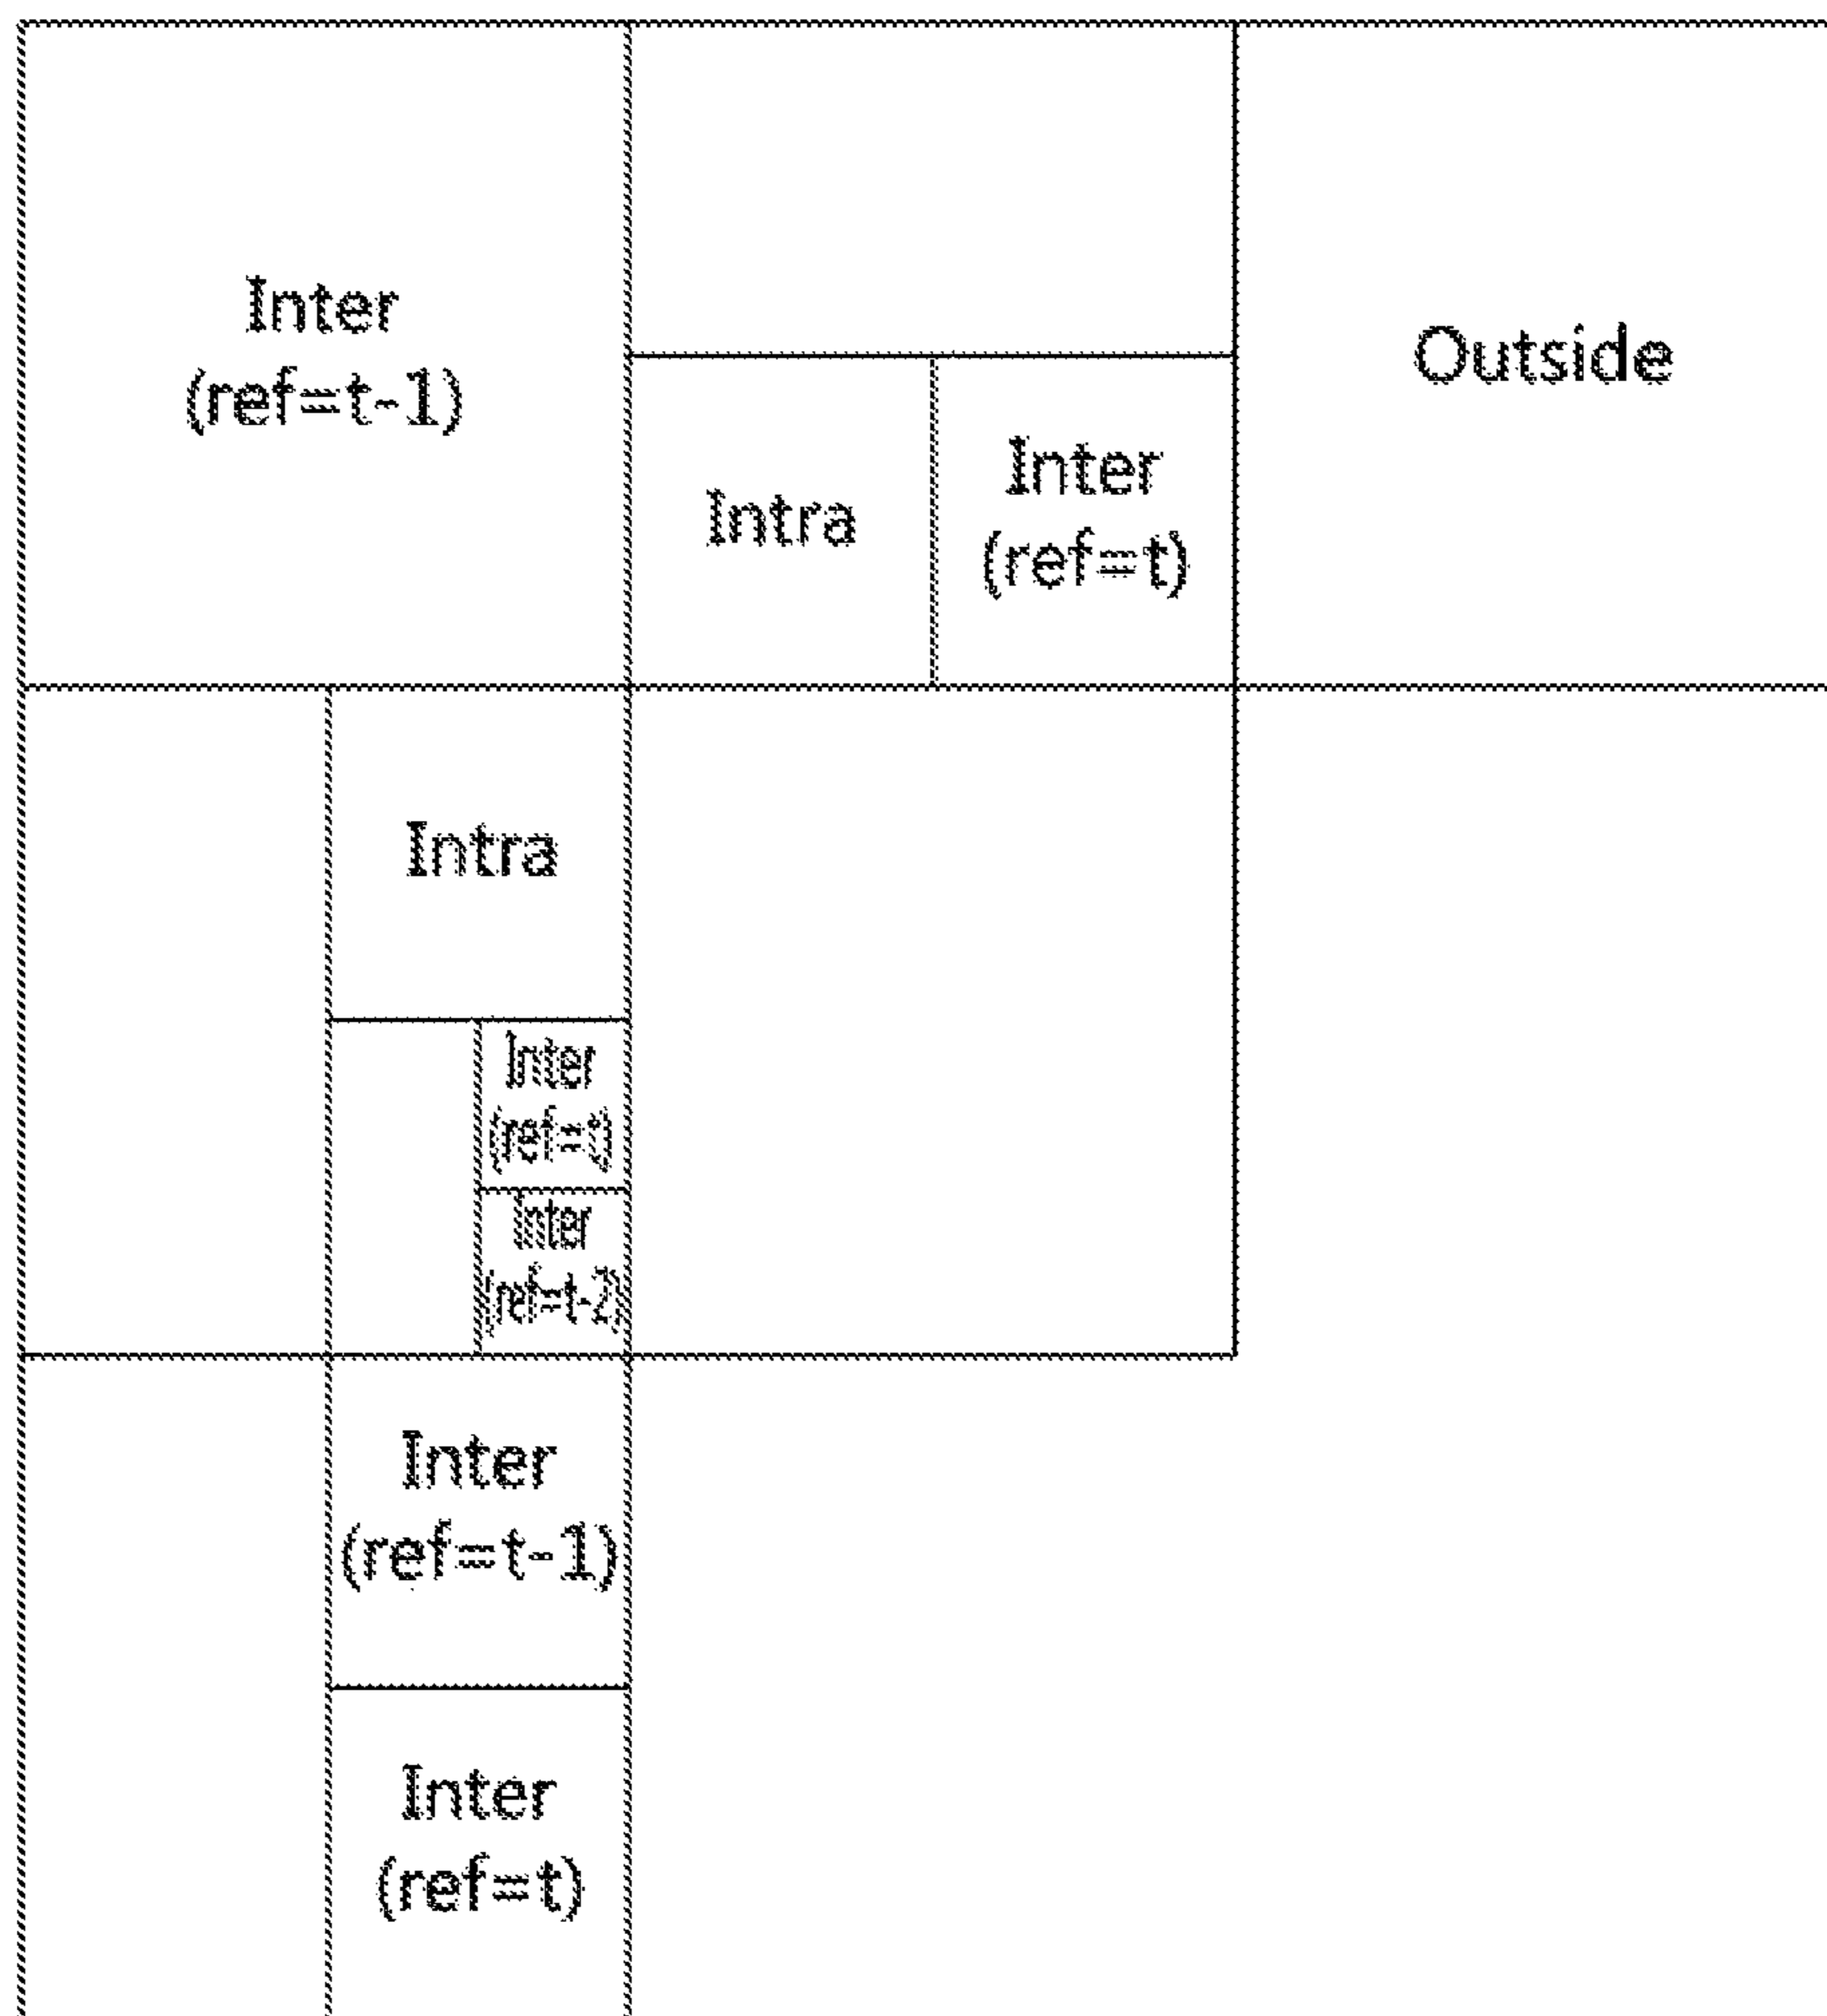 Inter
(ref=t-1)
Outside
Intra
Inter
(ref=t)
Intra
Inter
(ref=t)
Inter
(ref=t-2)
Inter
(ref=t-1)
Inter
(ref=t)